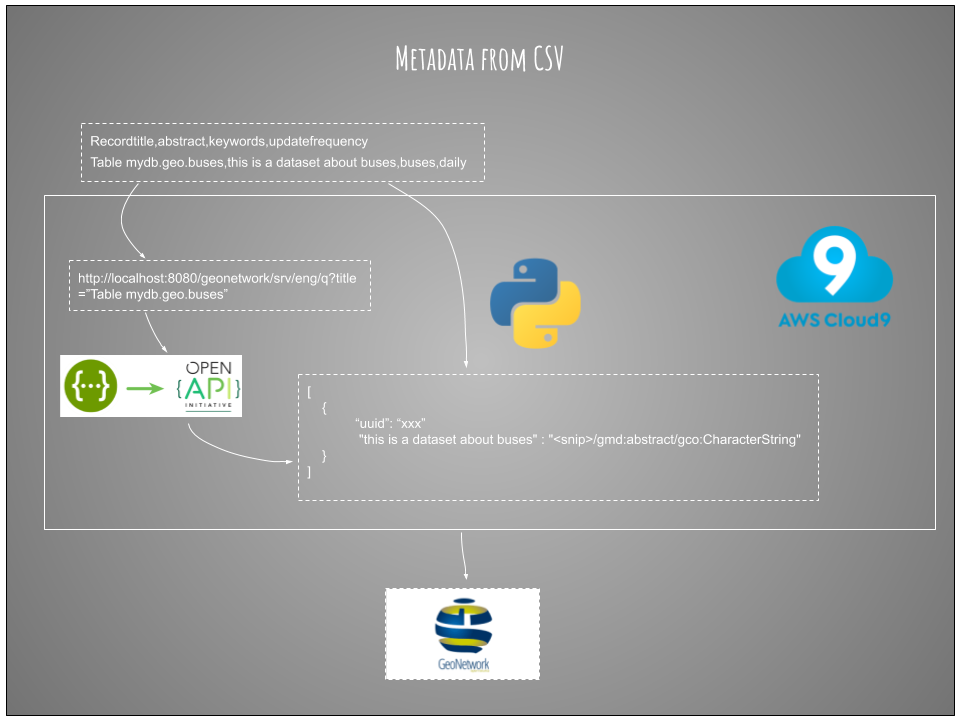 METADATA FROM CSV
Recordtitle,abstract,keywords,updatefrequency
Table mydb.geo.buses,this is a dataset about buses,buses,daily
http://localhost:8080/geonetwork/srv/eng/q?title
="Table mydb.geo.buses”
9
AWS Cloud9
{···}
OPEN
{API}
INITIATIVE
[
{
“uuid”: “xxx”
"this is a dataset about buses" : "<snip>/gmd:abstract/gco:CharacterString"
}
]
GeoNetwork